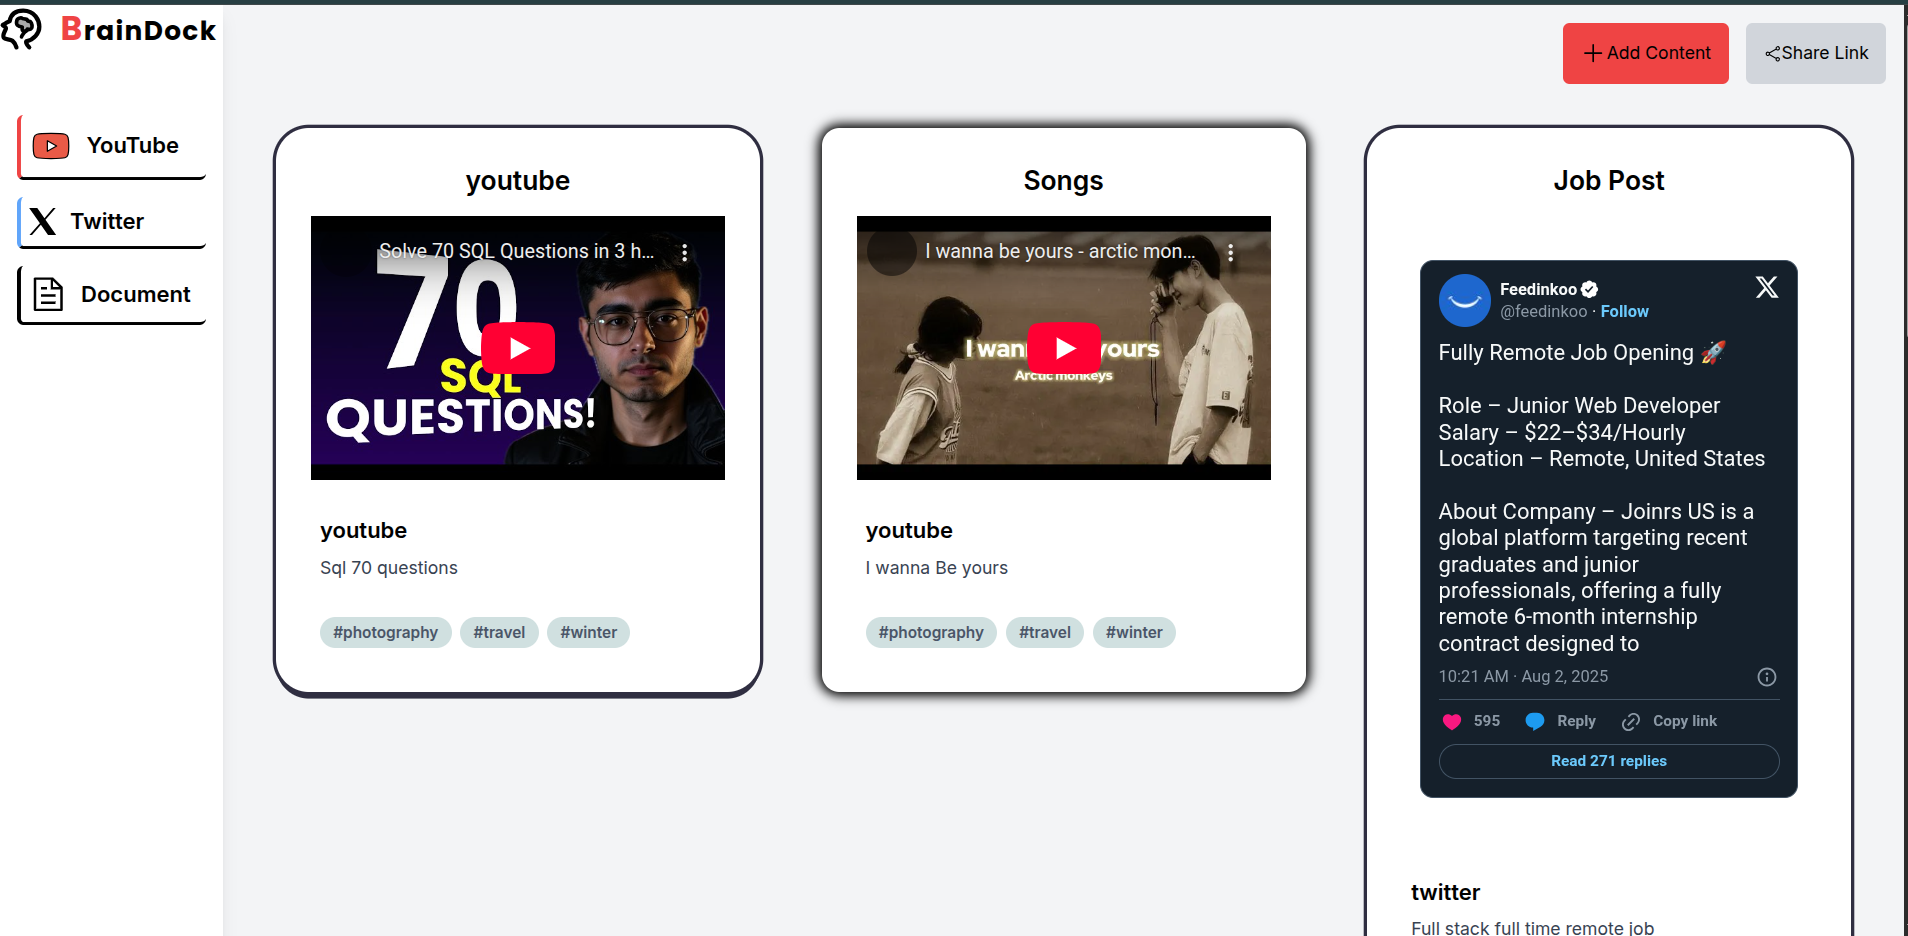 BrainDock
Add Content
Share Link
YouTube
Twitter
Document
youtube
Solve 70 SQL Questions in 3 h...
70
SQL
QUESTIONS!
youtube
Sql 70 questions
#photography #travel #winter
Songs
I wanna be yours - arctic mon...
yours
Arctic monkeys
youtube
I wanna Be yours
#photography #travel #winter
Job Post
Feedinkoo
@feedinkoo · Follow
Fully Remote Job Opening 🚀
Role – Junior Web Developer
Salary – $22–$34/Hourly
Location – Remote, United States
About Company – Joinrs US is a
global platform targeting recent
graduates and junior
professionals, offering a fully
remote 6-month internship
contract designed to
10:21 AM · Aug 2, 2025
595 Reply Copy link
Read 271 replies
twitter
Full stack full time remote job